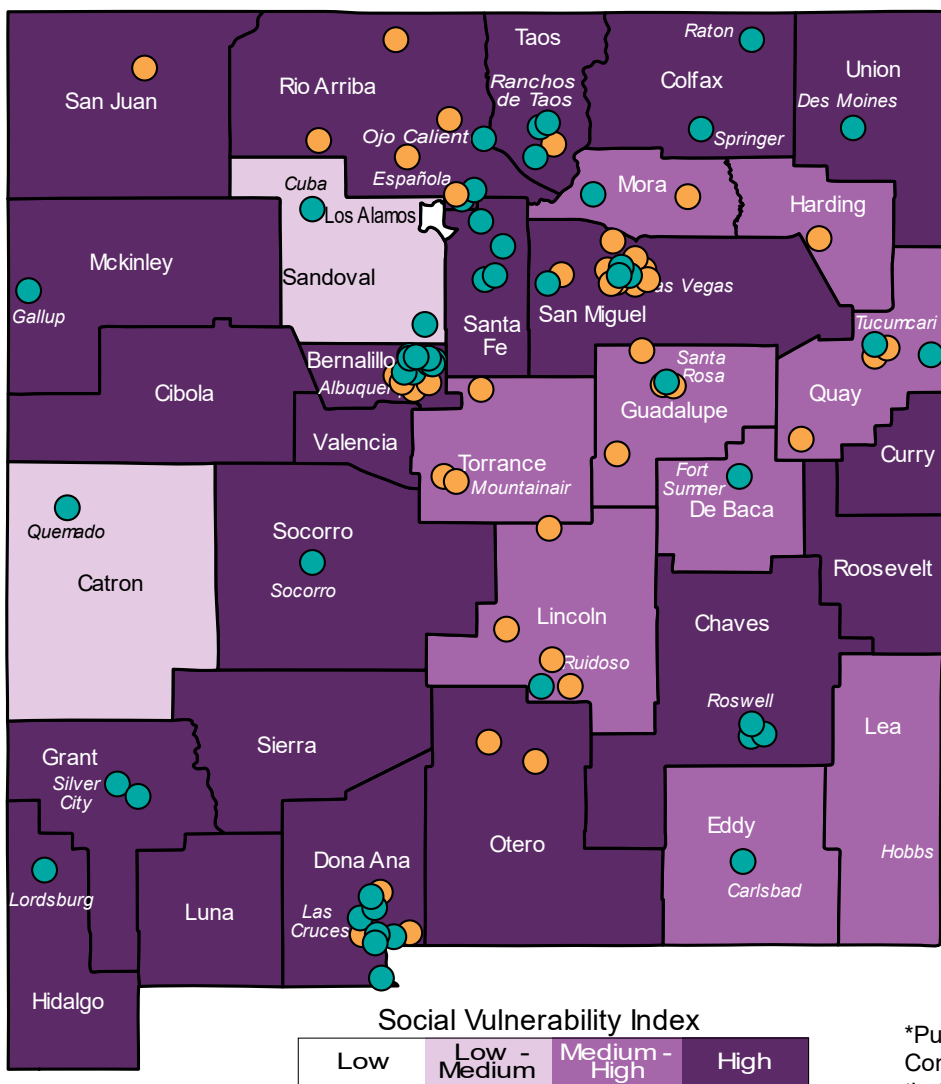 Taos
Raton
San Juan
Rio Arriba
Ranchos
de Taos
Colfax
Union
Des Moines
Ojo Calient
Springer
Española
Cuba
Mora
Los Alamos
Harding
Mckinley
Sandoval
Las Vegas
Gallup
San Miguel
Santa
Fe
Tucumcari
Bernalillo
Santa
Rosa
Albuquer
Cibola
Quay
Guadalupe
Valencia
Curry
Torrance
Mountainair
Fort
Sumner
De Baca
Quemado
Socorro
Catron
Socorro
Roosevelt
Lincoln
Chaves
Ruidoso
Roswell
Lea
Sierra
Grant
Silver
City
Eddy
Otero
Hobbs
Dona Ana
Carlsbad
Lordsburg
Las
Cruces
Luna
Hidalgo
Social Vulnerability Index
Low
Low -
Medium
Medium -
High
High
*Pu
Cor